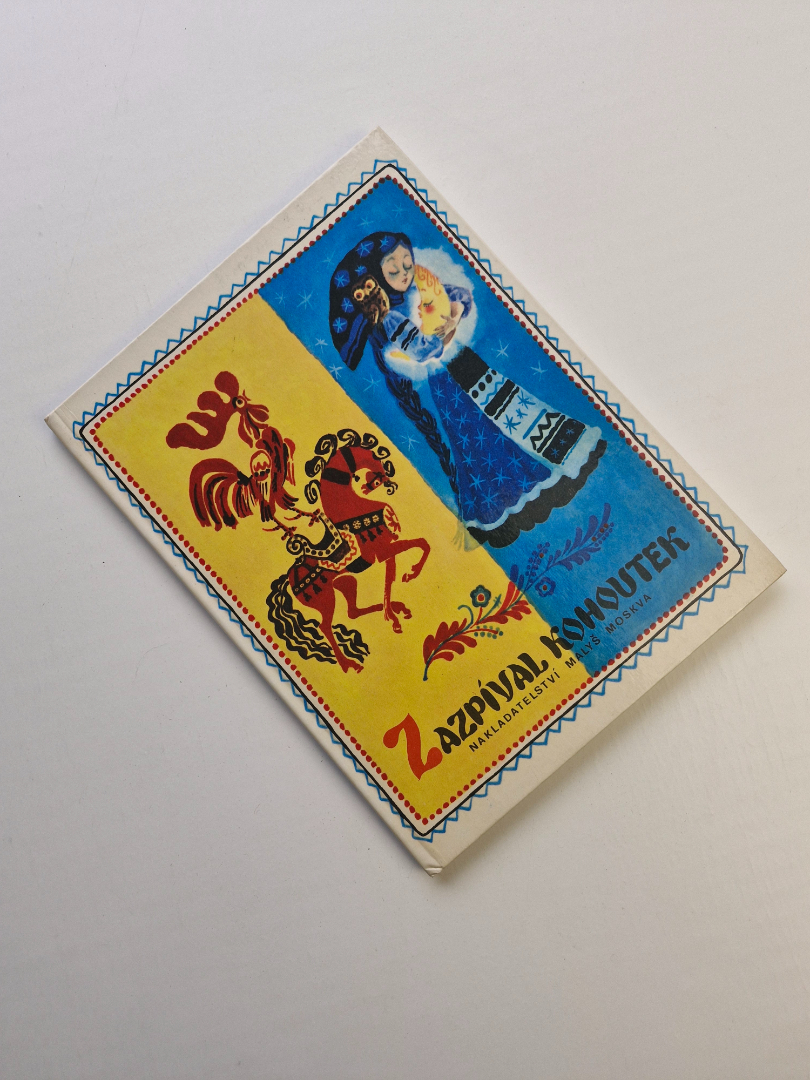 ZAZPÍVAL KOHOUTEK
NAKLADATELSTVÍ MALYŠ MOSKVA